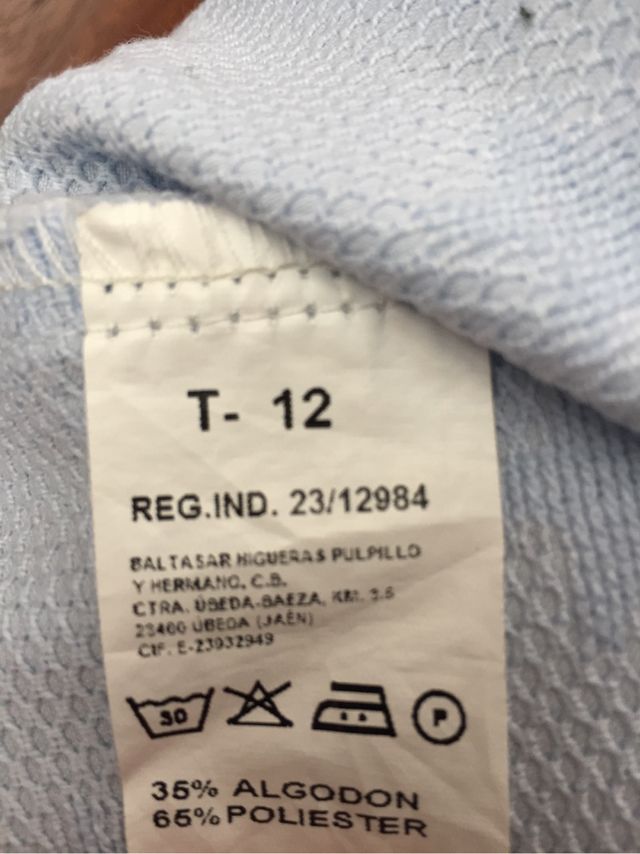 T- 12
REG.IND. 23/12984
BALTASAR HIGUERAS PULPILLO
Y HERMANO, C.B.
CTRA. ÚBEDA-BAEZA, KM. 3.5
23400 ÚBEDA (JAÉN)
CIF. E-23932949
30 P
35% ALGODON
65% POLIESTER